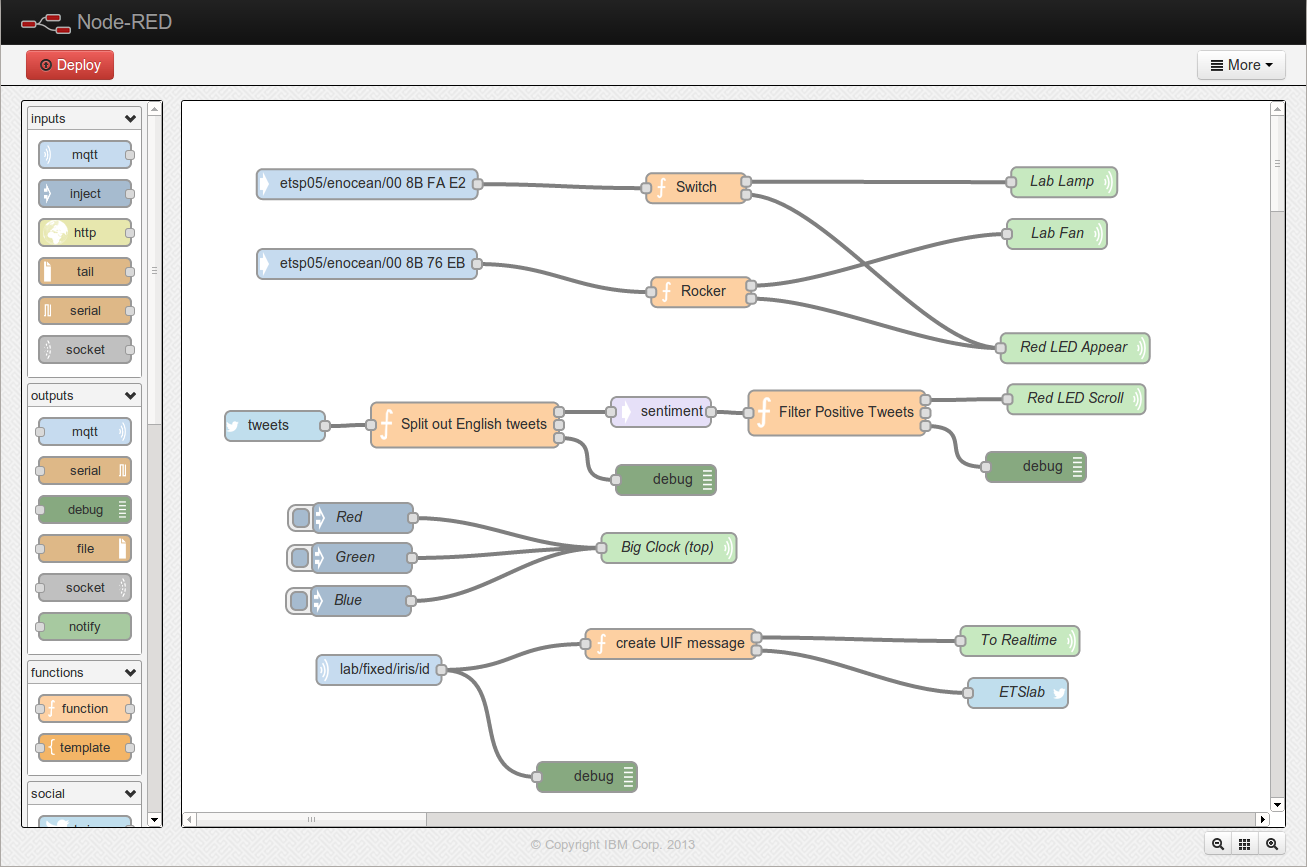 Node-RED
Deploy
More
inputs
mqtt
inject
http
tail
serial
socket
outputs
mqtt
serial
debug
file
socket
notify
functions
function
template
social
etsp05/enocean/00 8B FA E2
Switch
Lab Lamp
Lab Fan
etsp05/enocean/00 8B 76 EB
Rocker
Red LED Appear
tweets
Split out English tweets
sentiment
Filter Positive Tweets
Red LED Scroll
debug
debug
Red
Green
Blue
Big Clock (top)
lab/fixed/iris/id
create UIF message
To Realtime
ETSlab
debug
© Copyright IBM Corp. 2013